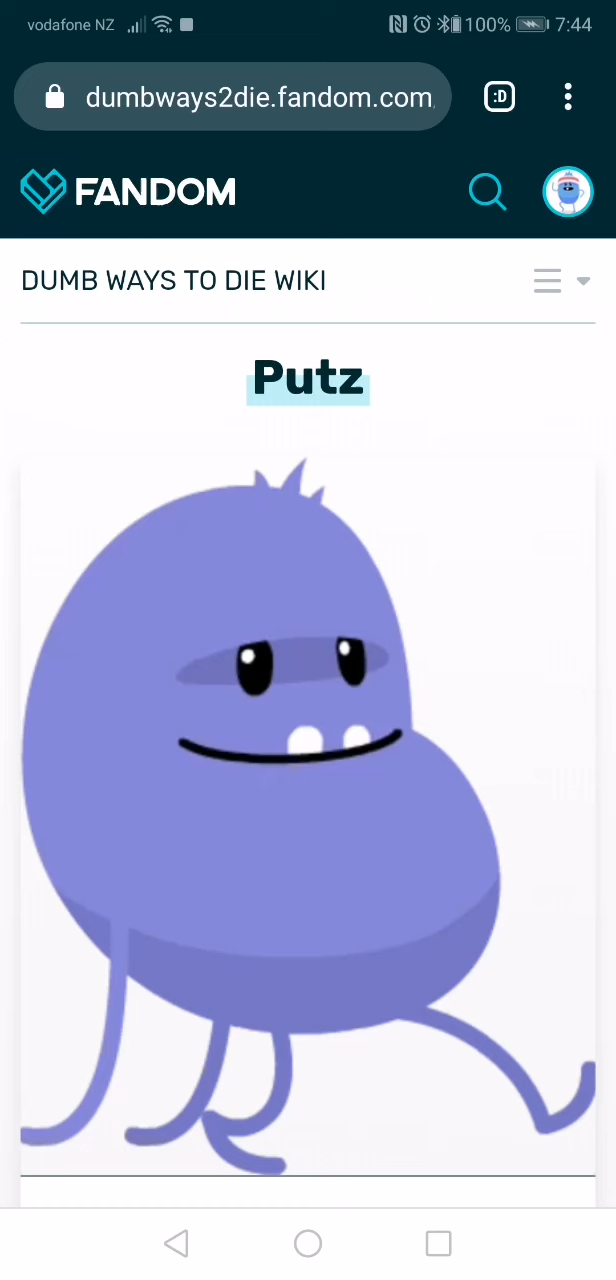 vodafone NZ 100% 7:44
dumbways2die.fandom.com :D
FANDOM
DUMB WAYS TO DIE WIKI
Putz